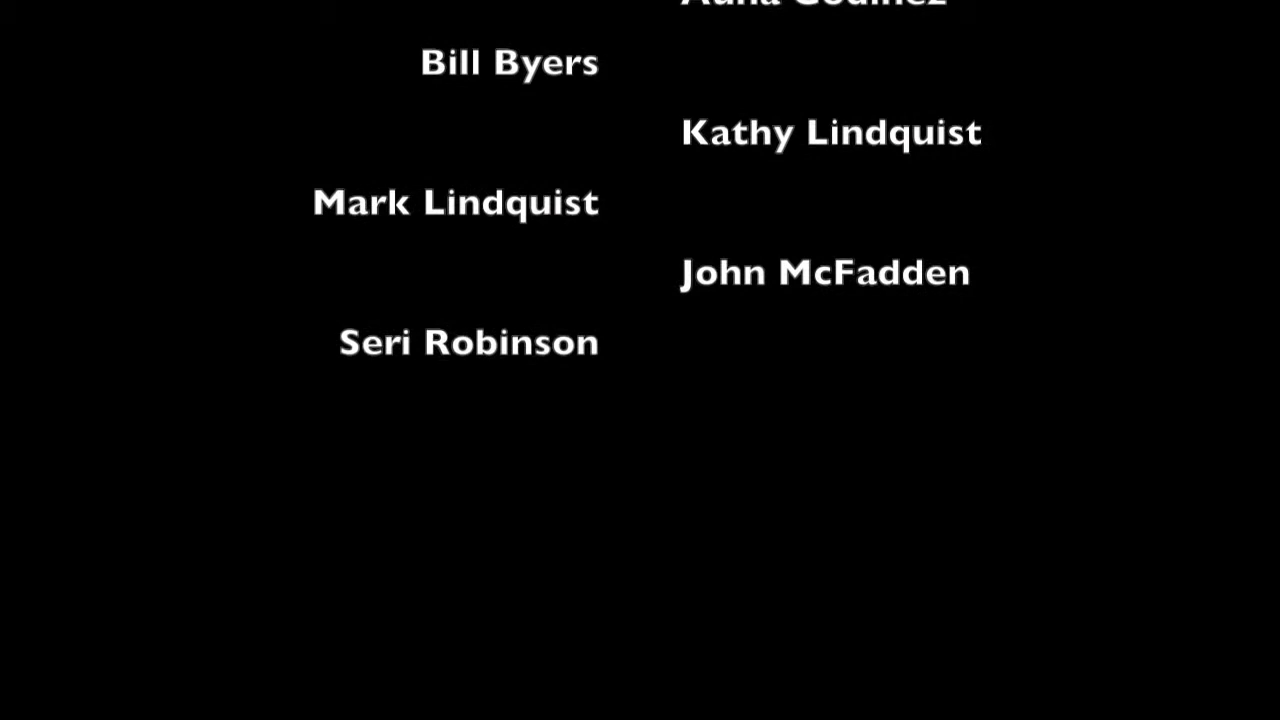 Bill Byers
Kathy Lindquist
Mark Lindquist
John McFadden
Seri Robinson